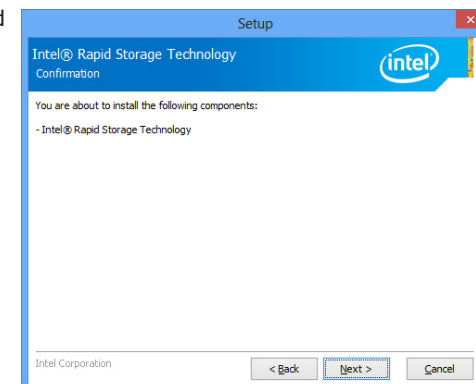 d
Setup
Intel® Rapid Storage Technology
Confirmation
intel
You are about to install the following components:
- Intel® Rapid Storage Technology
Intel Corporation
< Back
Next >
Cancel